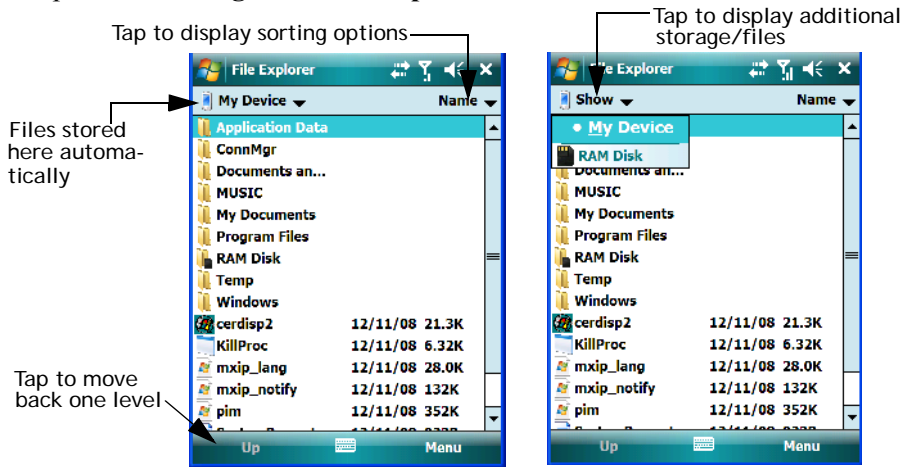 Tap to display sorting options
Tap to display additional
storage/files
Files stored
here automa-
tically
Tap to move
back one level
File Explorer
My Device
Name
Application Data
ConnMgr
Documents an...
MUSIC
My Documents
Program Files
RAM Disk
Temp
Windows
cerdisp2 12/11/08 21.3K
KillProc 12/11/08 6.32K
mxip_lang 12/11/08 28.0K
mxip_notify 12/11/08 132K
pim 12/11/08 352K
Up
Menu
Explorer
Show
Name
My Device
RAM Disk
Documents an...
MUSIC
My Documents
Program Files
RAM Disk
Temp
Windows
cerdisp2 12/11/08 21.3K
KillProc 12/11/08 6.32K
mxip_lang 12/11/08 28.0K
mxip_notify 12/11/08 132K
pim 12/11/08 352K
Up
Menu